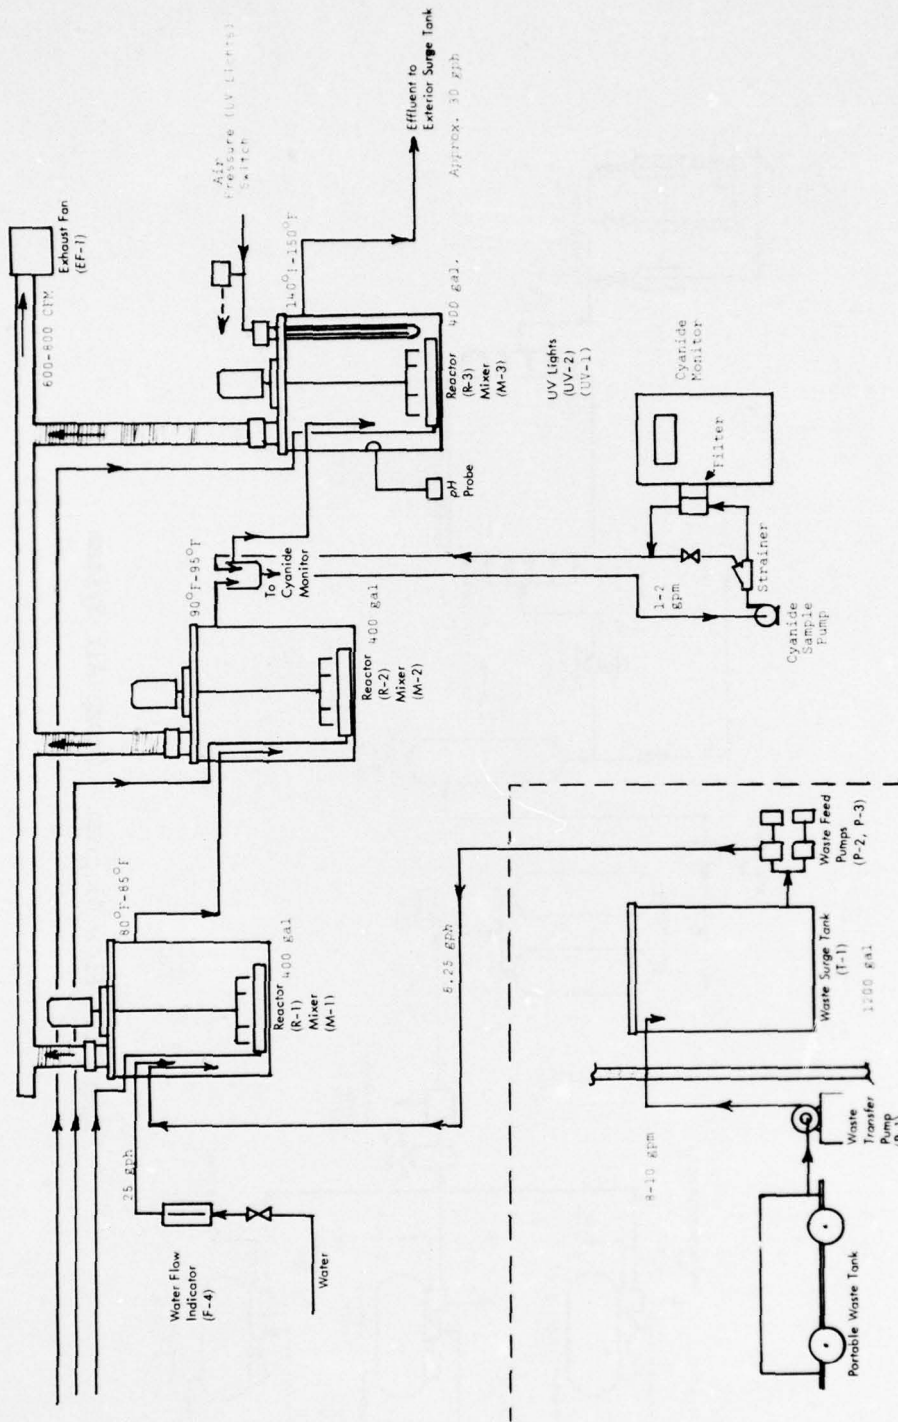 Exhaust Fan
(EF-1)
600-800 CFM
Air
Pressure (UV Lights)
Switch
Effluent to
Exterior Surge Tank
Approx. 30 gph
140°F-150°F
400 gal.
Reactor
(R-3)
Mixer
(M-3)
UV Lights
(UV-2)
(UV-1)
pH
Probe
90°F-95°F
To
Cyanide
Monitor
400 gal
Reactor
(R-2)
Mixer
(M-2)
Cyanide
Monitor
Filter
Strainer
1-2
gpm
Cyanide
Sample
Pump
80°F-85°F
400 gal
Reactor
(R-1)
Mixer
(M-1)
25 gph
Water Flow
Indicator
(F-4)
Water
6.25 gph
Waste Feed
Pumps
(P-2, P-3)
Waste Surge Tank
(T-1)
1200 gal
8-10 gpm
Waste
Transfer
Pump
Portable Waste Tank